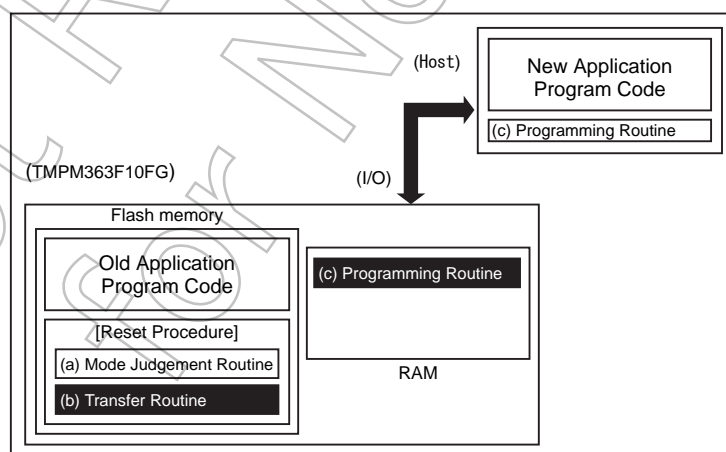 (Host)
New Application
Program Code
(c) Programming Routine
(TMPM363F10FG)
(I/O)
Flash memory
Old Application
Program Code
[Reset Procedure]
(a) Mode Judgement Routine
(b) Transfer Routine
(c) Programming Routine
RAM